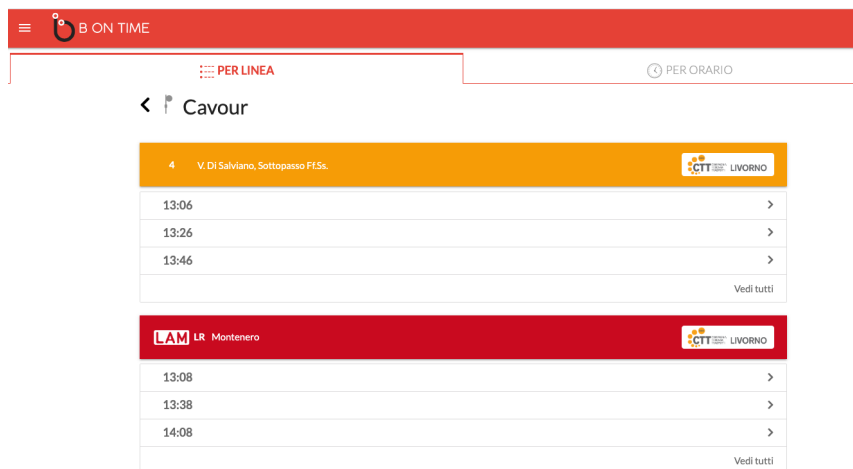 B ON TIME
PER LINEA
PER ORARIO
Cavour
4 V. Di Salviano, Sottopasso Ff.Ss.
CTT LIVORNO
13:06
13:26
13:46
Vedi tutti
LAM LR Montenero
CTT LIVORNO
13:08
13:38
14:08
Vedi tutti